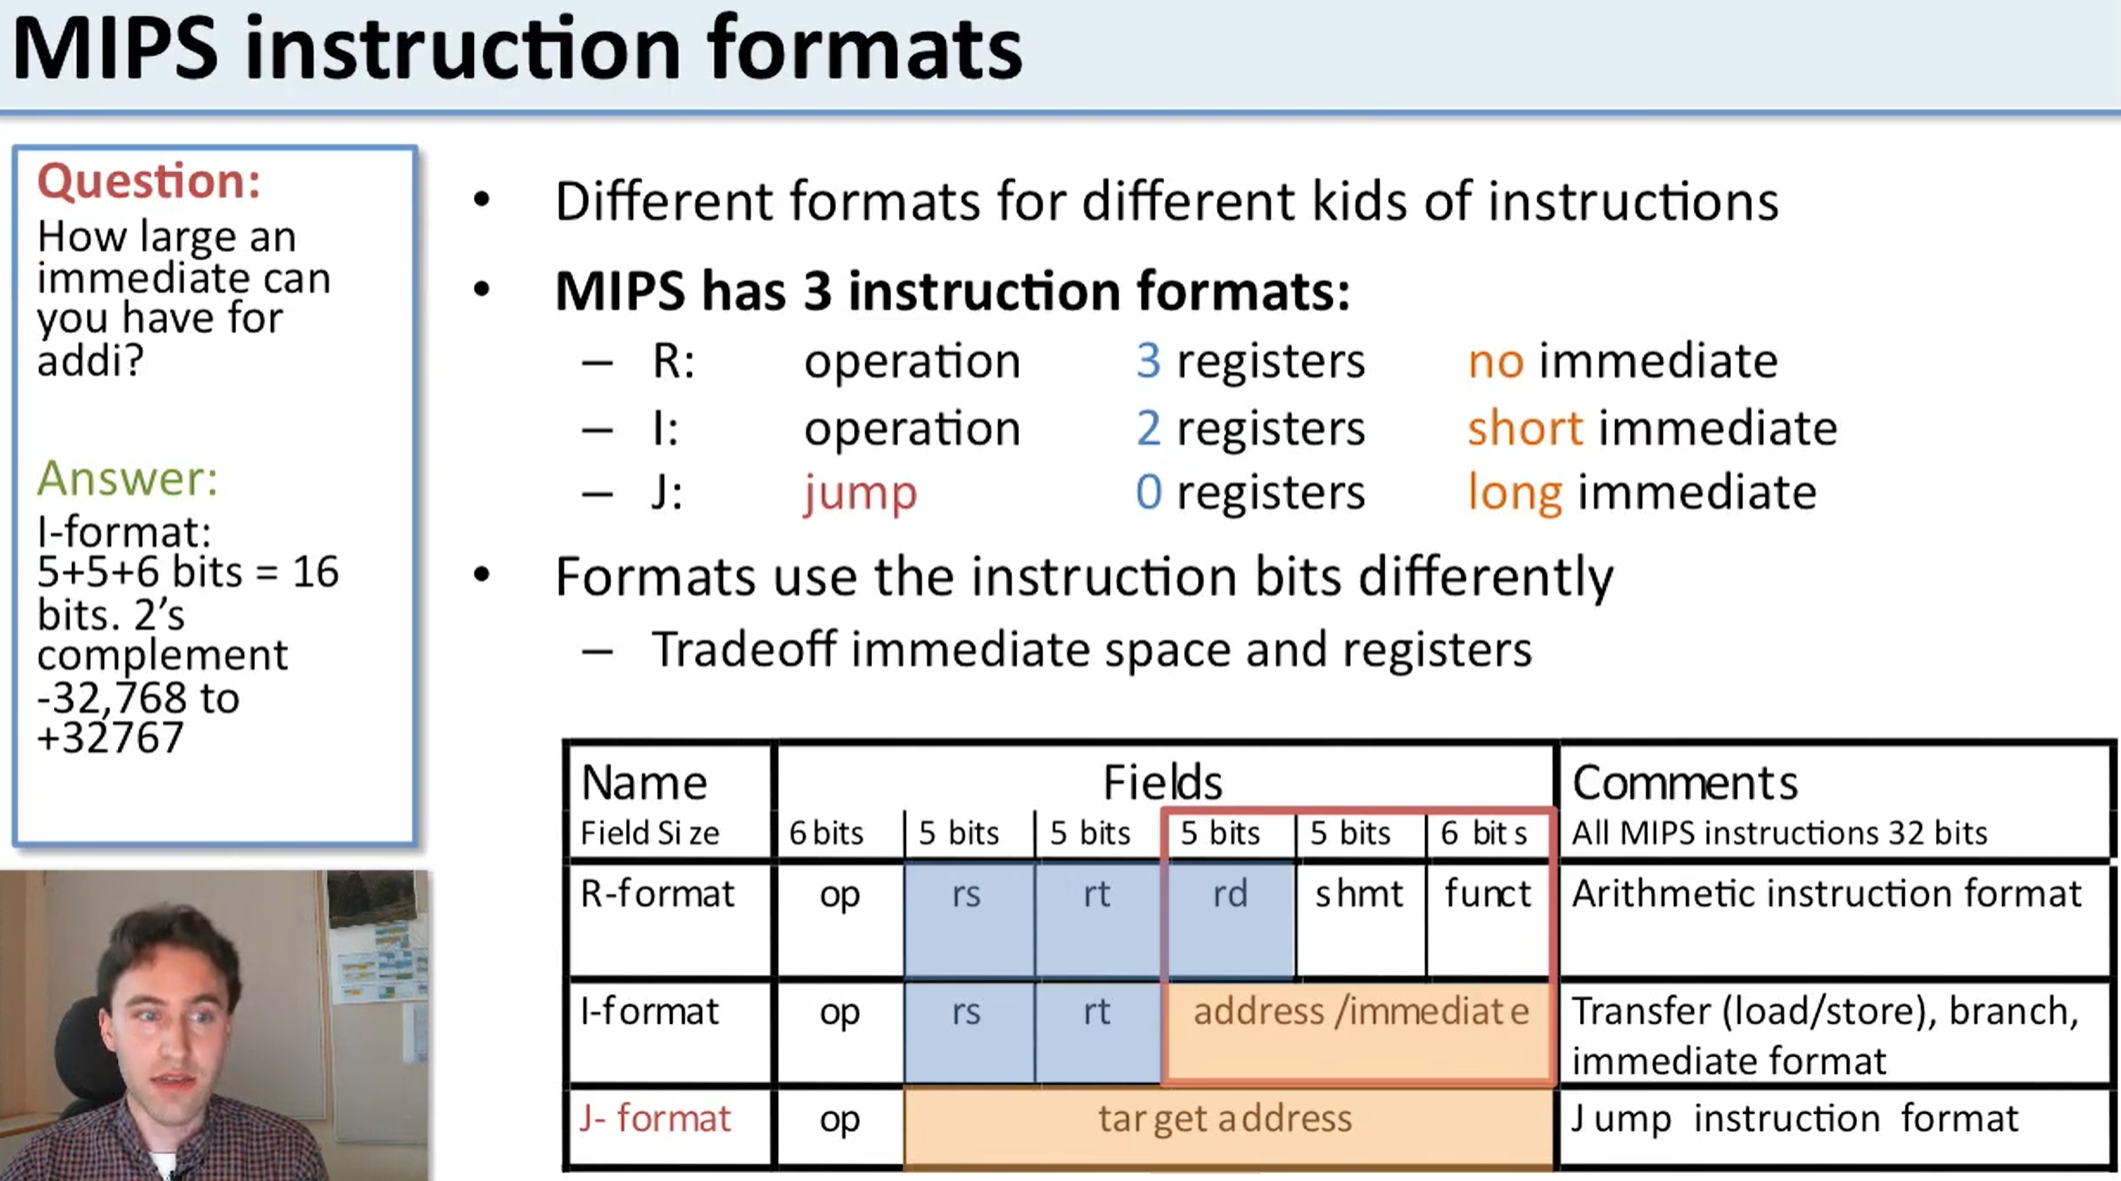 MIPS instruction formats
Question:
How large an
immediate can
you have for
addi?
Answer:
I-format:
5+5+6 bits = 16
bits. 2's
complement
-32,768 to
+32767
• Different formats for different kids of instructions
• MIPS has 3 instruction formats:
– R: operation 3 registers no immediate
– I: operation 2 registers short immediate
– J: jump 0 registers long immediate
• Formats use the instruction bits differently
– Tradeoff immediate space and registers
Name Fields Comments
Field Size 6 bits 5 bits 5 bits 5 bits 5 bits 6 bits All MIPS instructions 32 bits
R-format op rs rt rd shmt funct Arithmetic instruction format
I-format op rs rt address /immediate Transfer (load/store), branch,
immediate format
J- format op target address Jump instruction format